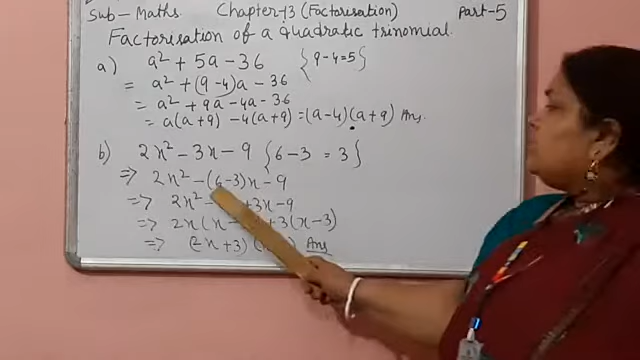 Sub - Maths Chapter-13 (Factorisation) Part-5
Factorisation of a Quadratic trinomial.
a) a² + 5a - 36 {9-4=5}
= a² + (9-4)a - 36
= a² + 9a - 4a - 36
= a(a+9) - 4(a+9) = (a-4)(a+9) Ans.
b) 2x² - 3x - 9 {6-3 = 3}
=> 2x² - (6-3)x - 9
=> 2x² - +3x - 9
=> 2x(x - +3(x-3)
=> (2x+3) Ans